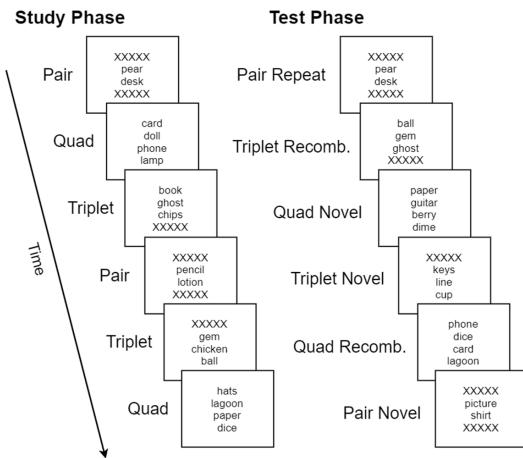 Study Phase
Pair
XXXXX
pear
desk
XXXXX
Quad
card
doll
phone
lamp
Triplet
book
ghost
chips
XXXXX
Pair
XXXXX
pencil
lotion
XXXXX
Triplet
XXXXX
gem
chicken
ball
Quad
hats
lagoon
paper
dice
Time
Test Phase
Pair Repeat
XXXXX
pear
desk
XXXXX
Triplet Recomb.
ball
gem
ghost
XXXXX
Quad Novel
paper
guitar
berry
dime
Triplet Novel
XXXXX
keys
line
cup
Quad Recomb.
phone
dice
card
lagoon
Pair Novel
XXXXX
picture
shirt
XXXXX